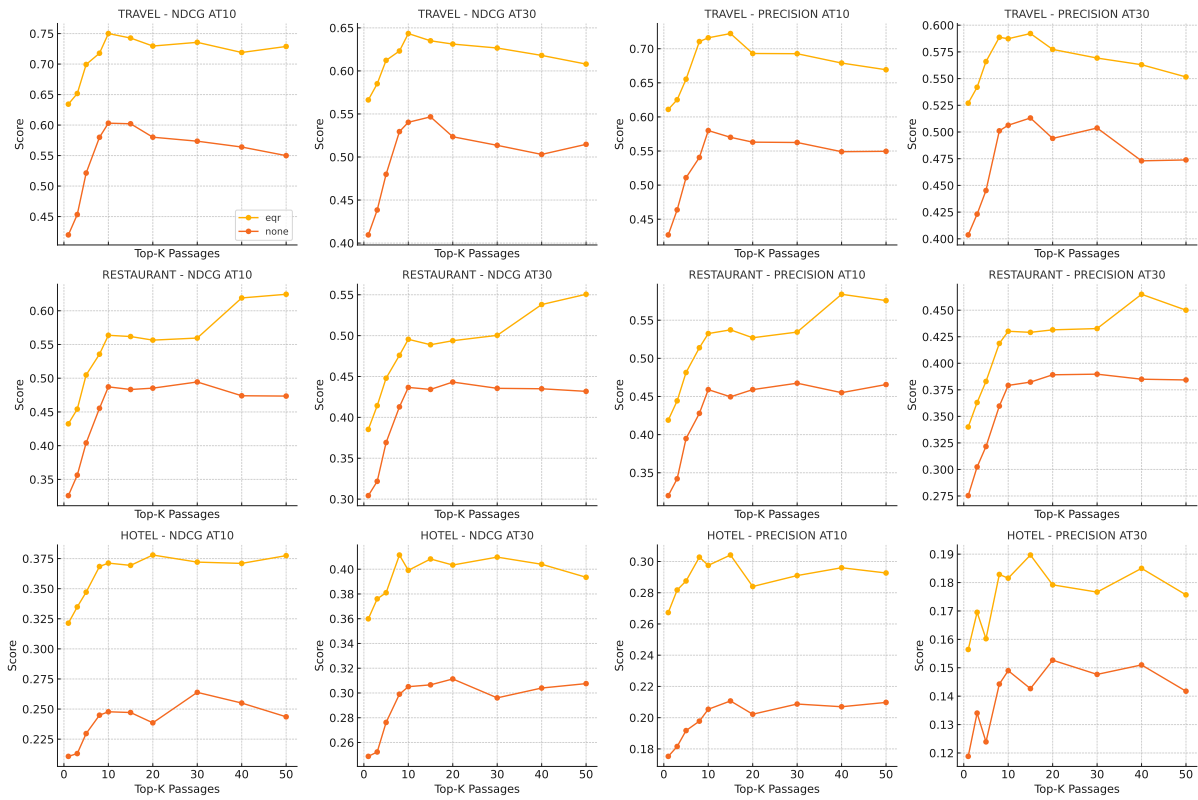 TRAVEL - NDCG AT10
TRAVEL - NDCG AT30
TRAVEL - PRECISION AT10
TRAVEL - PRECISION AT30
Score
0.75
0.70
0.65
0.60
0.55
0.50
0.45
eqr
none
Top-K Passages
Score
0.65
0.60
0.55
0.50
0.45
0.40
Top-K Passages
Score
0.70
0.65
0.60
0.55
0.50
0.45
Top-K Passages
Score
0.600
0.575
0.550
0.525
0.500
0.475
0.450
0.425
0.400
Top-K Passages
RESTAURANT - NDCG AT10
RESTAURANT - NDCG AT30
RESTAURANT - PRECISION AT10
RESTAURANT - PRECISION AT30
Score
0.60
0.55
0.50
0.45
0.40
0.35
Top-K Passages
Score
0.55
0.50
0.45
0.40
0.35
0.30
Top-K Passages
Score
0.55
0.50
0.45
0.40
0.35
Top-K Passages
Score
0.450
0.425
0.400
0.375
0.350
0.325
0.300
0.275
Top-K Passages
HOTEL - NDCG AT10
HOTEL - NDCG AT30
HOTEL - PRECISION AT10
HOTEL - PRECISION AT30
Score
0.375
0.350
0.325
0.300
0.275
0.250
0.225
0 10 20 30 40 50
Top-K Passages
Score
0.40
0.38
0.36
0.34
0.32
0.30
0.28
0.26
0 10 20 30 40 50
Top-K Passages
Score
0.30
0.28
0.26
0.24
0.22
0.20
0.18
0 10 20 30 40 50
Top-K Passages
Score
0.19
0.18
0.17
0.16
0.15
0.14
0.13
0.12
0 10 20 30 40 50
Top-K Passages